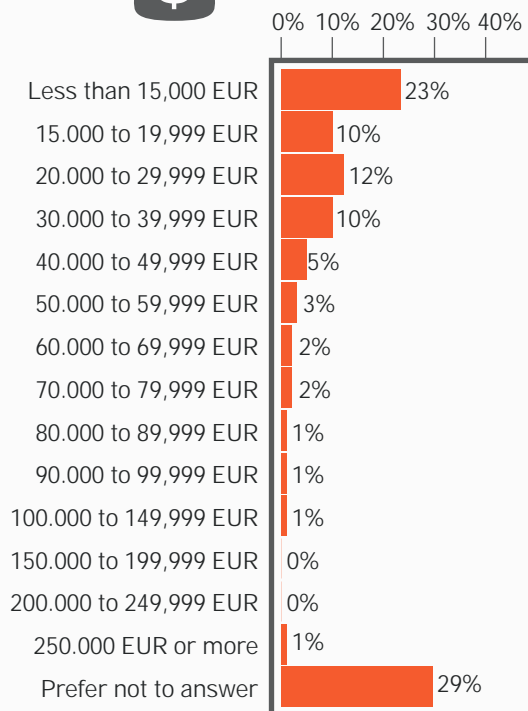 0% 10% 20% 30% 40%
Less than 15,000 EUR 23%
15.000 to 19,999 EUR 10%
20.000 to 29,999 EUR 12%
30.000 to 39,999 EUR 10%
40.000 to 49,999 EUR 5%
50.000 to 59,999 EUR 3%
60.000 to 69,999 EUR 2%
70.000 to 79,999 EUR 2%
80.000 to 89,999 EUR 1%
90.000 to 99,999 EUR 1%
100.000 to 149,999 EUR 1%
150.000 to 199,999 EUR 0%
200.000 to 249,999 EUR 0%
250.000 EUR or more 1%
Prefer not to answer 29%